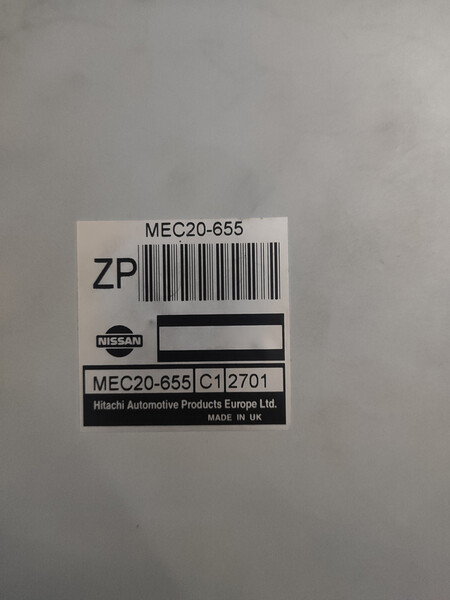 MEC20-655
ZP
NISSAN
MEC20-655 C1 2701
Hitachi Automotive Products Europe Ltd.
MADE IN UK